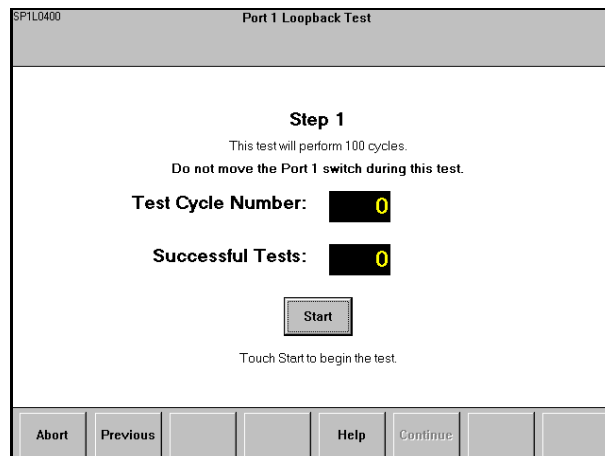 SP1L0400
Port 1 Loopback Test
Step 1
This test will perform 100 cycles.
Do not move the Port 1 switch during this test.
Test Cycle Number: 0
Successful Tests: 0
Start
Touch Start to begin the test.
Abort Previous Help Continue